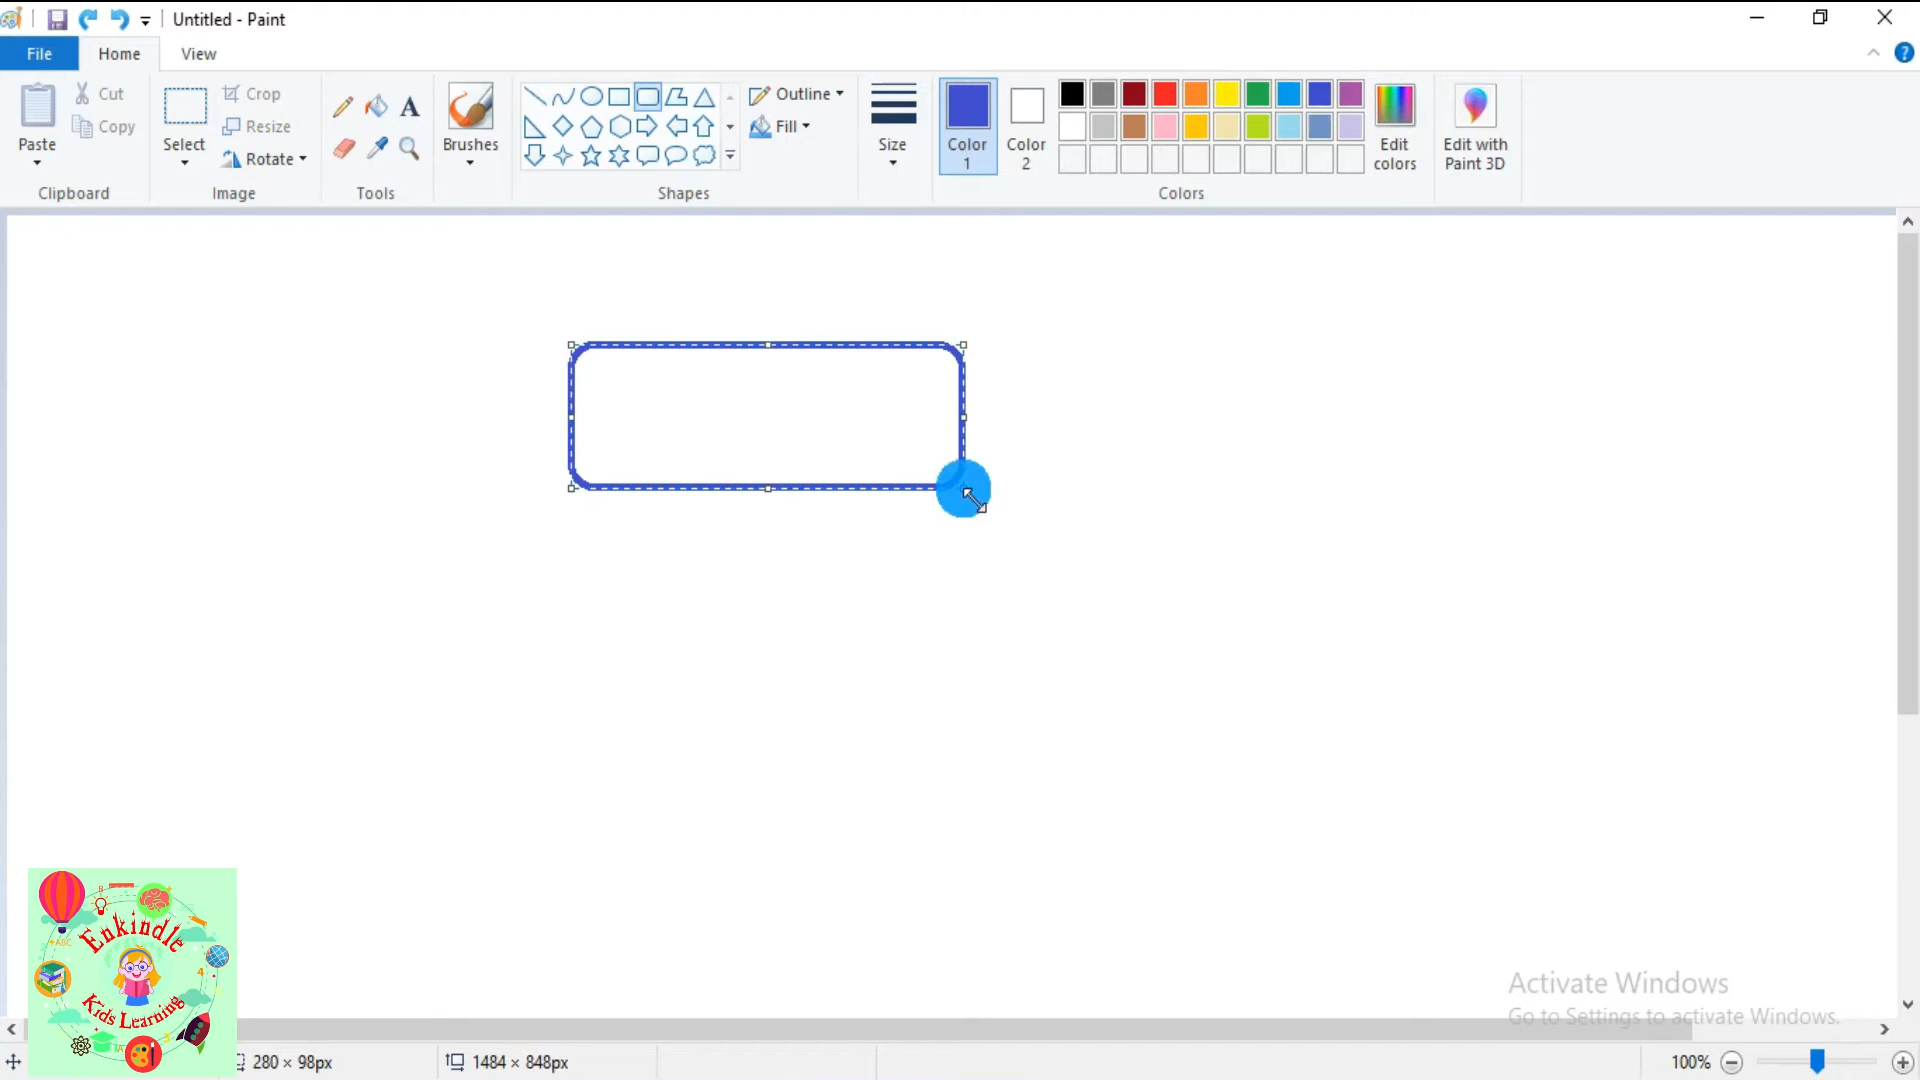 Untitled - Paint
File Home View
Paste
Cut
Copy
Clipboard
Select
Crop
Resize
Rotate
Image
A
Tools
Brushes
Outline
Fill
Shapes
Size
Color 1
Color 2
Edit colors
Colors
Edit with Paint 3D
?
Enkindle
Kids Learning
ABC
B
4
Activate Windows
Go to Settings to activate Windows.
280 × 98px
1484 × 848px
100%